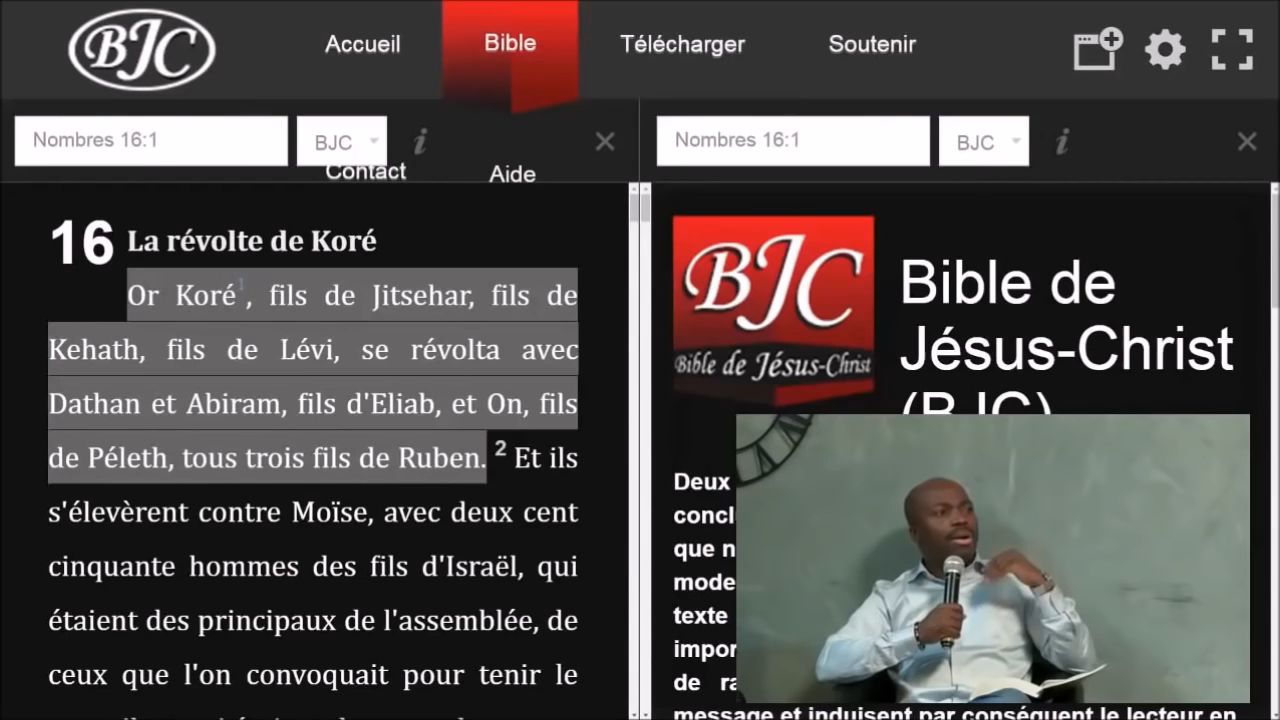 BJC
Accueil
Bible
Télécharger
Soutenir
Nombres 16:1
BJC
i
Nombres 16:1
BJC
i
Contact
Aide
16 La révolte de Koré
Or Koré1, fils de Jitsehar, fils de
Kehath, fils de Lévi, se révolta avec
Dathan et Abiram, fils d'Eliab, et On, fils
de Péleth, tous trois fils de Ruben. 2 Et ils
s'élevèrent contre Moïse, avec deux cent
cinquante hommes des fils d'Israël, qui
étaient des principaux de l'assemblée, de
ceux que l'on convoquait pour tenir le
BJC
Bible de Jésus-Christ
Bible de
Jésus-Christ
(BJC)
Deux
concl
que n
mode
texte
impor
de ra
message et induisent par conséquent le lecteur en